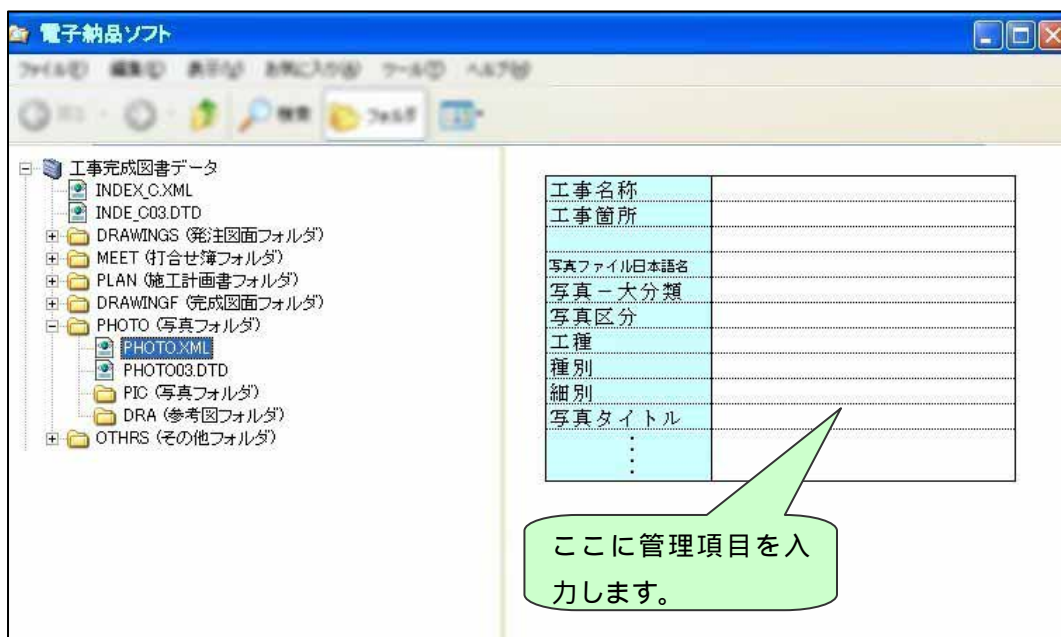 電子納品ソフト
検索 フォルダ
工事完成図書データ
INDEX_C.XML
INDE_C03.DTD
DRAWINGS (発注図面フォルダ)
MEET (打合せ簿フォルダ)
PLAN (施工計画書フォルダ)
DRAWINGF (完成図面フォルダ)
PHOTO (写真フォルダ)
PHOTO.XML
PHOTO03.DTD
PIC (写真フォルダ)
DRA (参考図フォルダ)
OTHRS (その他フォルダ)
工事名称
工事箇所
写真ファイル日本語名
写真－大分類
写真区分
工種
種別
細別
写真タイトル
ここに管理項目を入
力します。